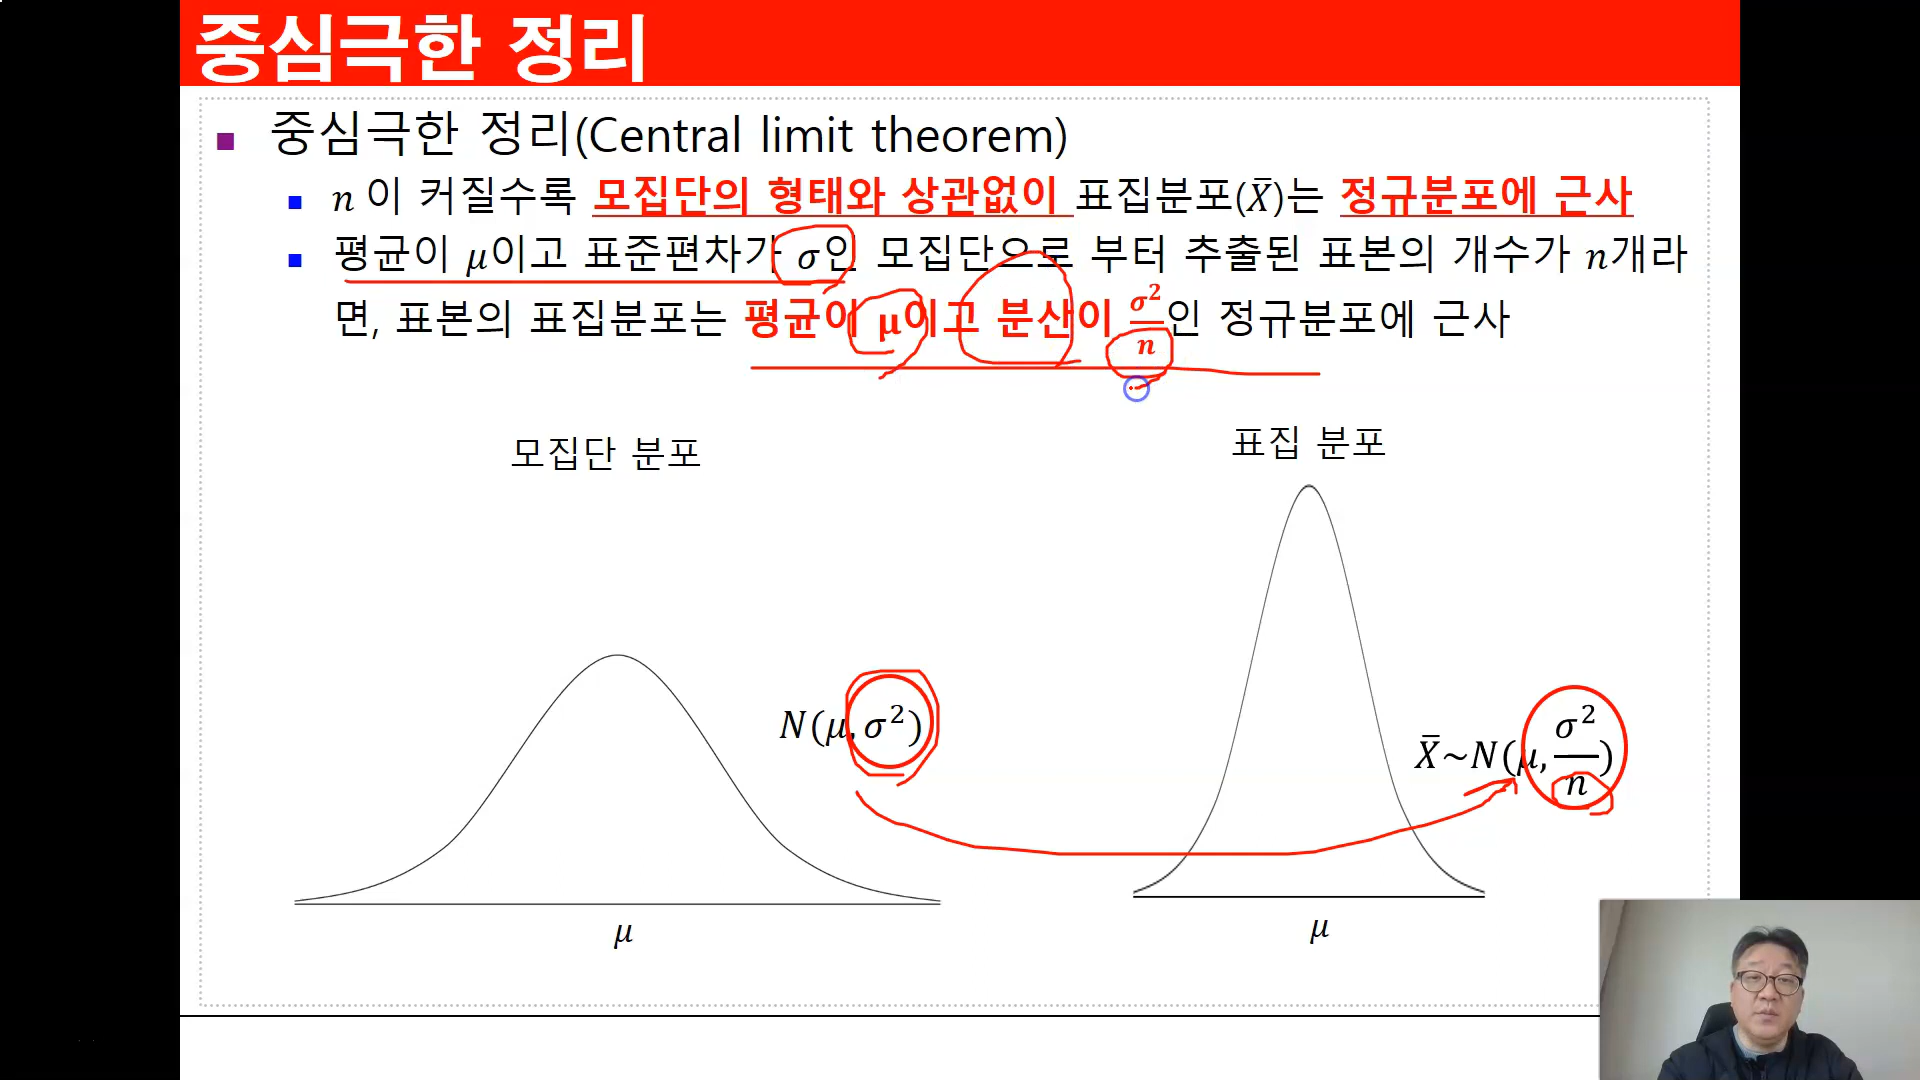 중심극한 정리
중심극한 정리(Central limit theorem)
n 이 커질수록 모집단의 형태와 상관없이 표집분포(X̄)는 정규분포에 근사
평균이 μ이고 표준편차가 σ인 모집단으로 부터 추출된 표본의 개수가 n개라
면, 표본의 표집분포는 평균이 μ이고 분산이 σ²/n인 정규분포에 근사
모집단 분포
표집 분포
N(μ, σ²)
X̄~N(μ, σ²/n)
μ
μ